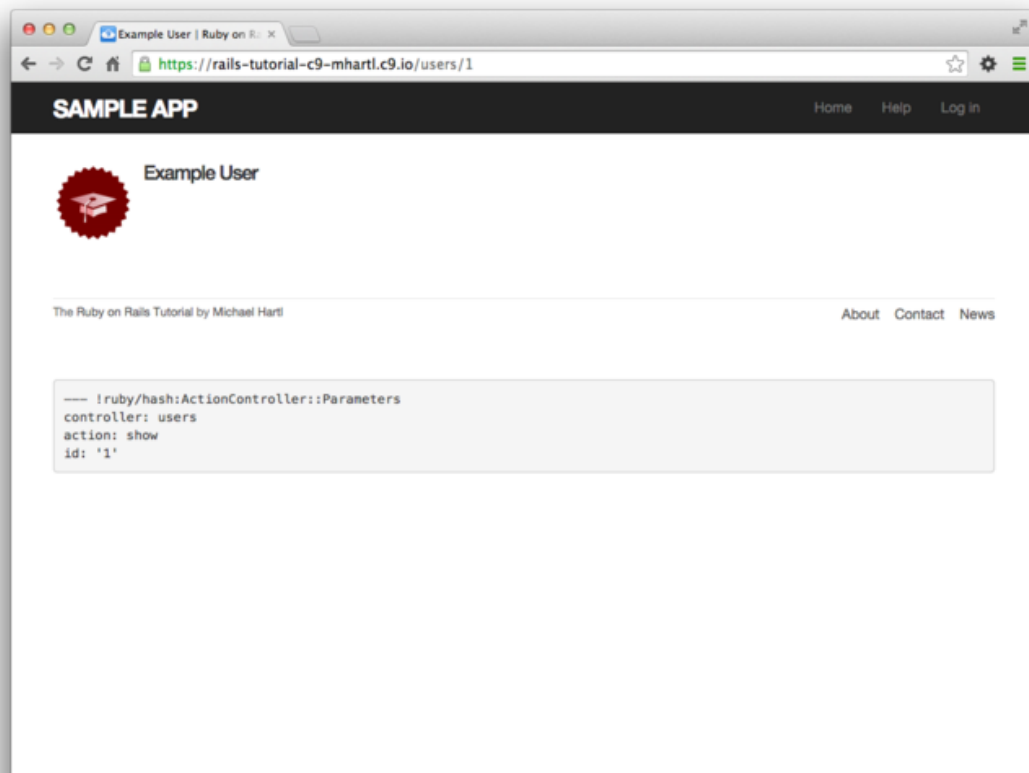 Example User | Ruby on Ra
https://rails-tutorial-c9-mhartl.c9.io/users/1
SAMPLE APP
Home Help Log in
Example User
The Ruby on Rails Tutorial by Michael Hartl
About Contact News
--- !ruby/hash:ActionController::Parameters
controller: users
action: show
id: '1'